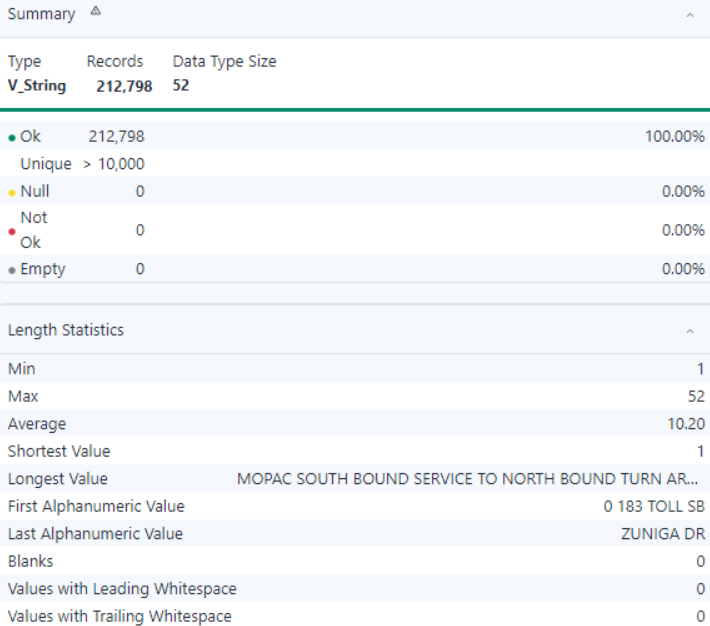 Summary
Type Records Data Type Size
V_String 212,798 52
Ok 212,798 100.00%
Unique > 10,000
Null 0 0.00%
Not
Ok 0 0.00%
Empty 0 0.00%
Length Statistics
Min 1
Max 52
Average 10.20
Shortest Value 1
Longest Value MOPAC SOUTH BOUND SERVICE TO NORTH BOUND TURN AR...
First Alphanumeric Value 0 183 TOLL SB
Last Alphanumeric Value ZUNIGA DR
Blanks 0
Values with Leading Whitespace 0
Values with Trailing Whitespace 0